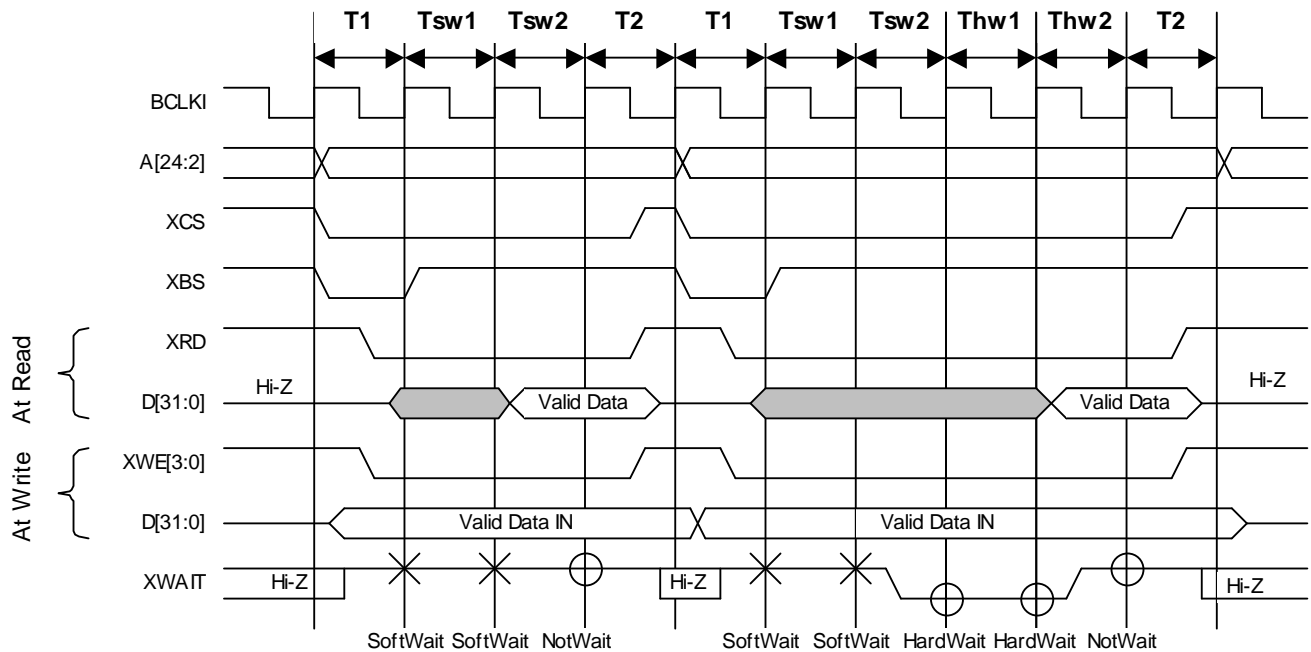 T1 Tsw1 Tsw2 T2 T1 Tsw1 Tsw2 Thw1 Thw2 T2
BCLKI
A[24:2]
XCS
XBS
At Read
XRD
Hi-Z Hi-Z
D[31:0] Valid Data Valid Data
At Write
XWE[3:0]
D[31:0] Valid Data IN Valid Data IN
XWAIT Hi-Z Hi-Z Hi-Z
SoftWait SoftWait NotWait SoftWait SoftWait HardWait HardWait NotWait